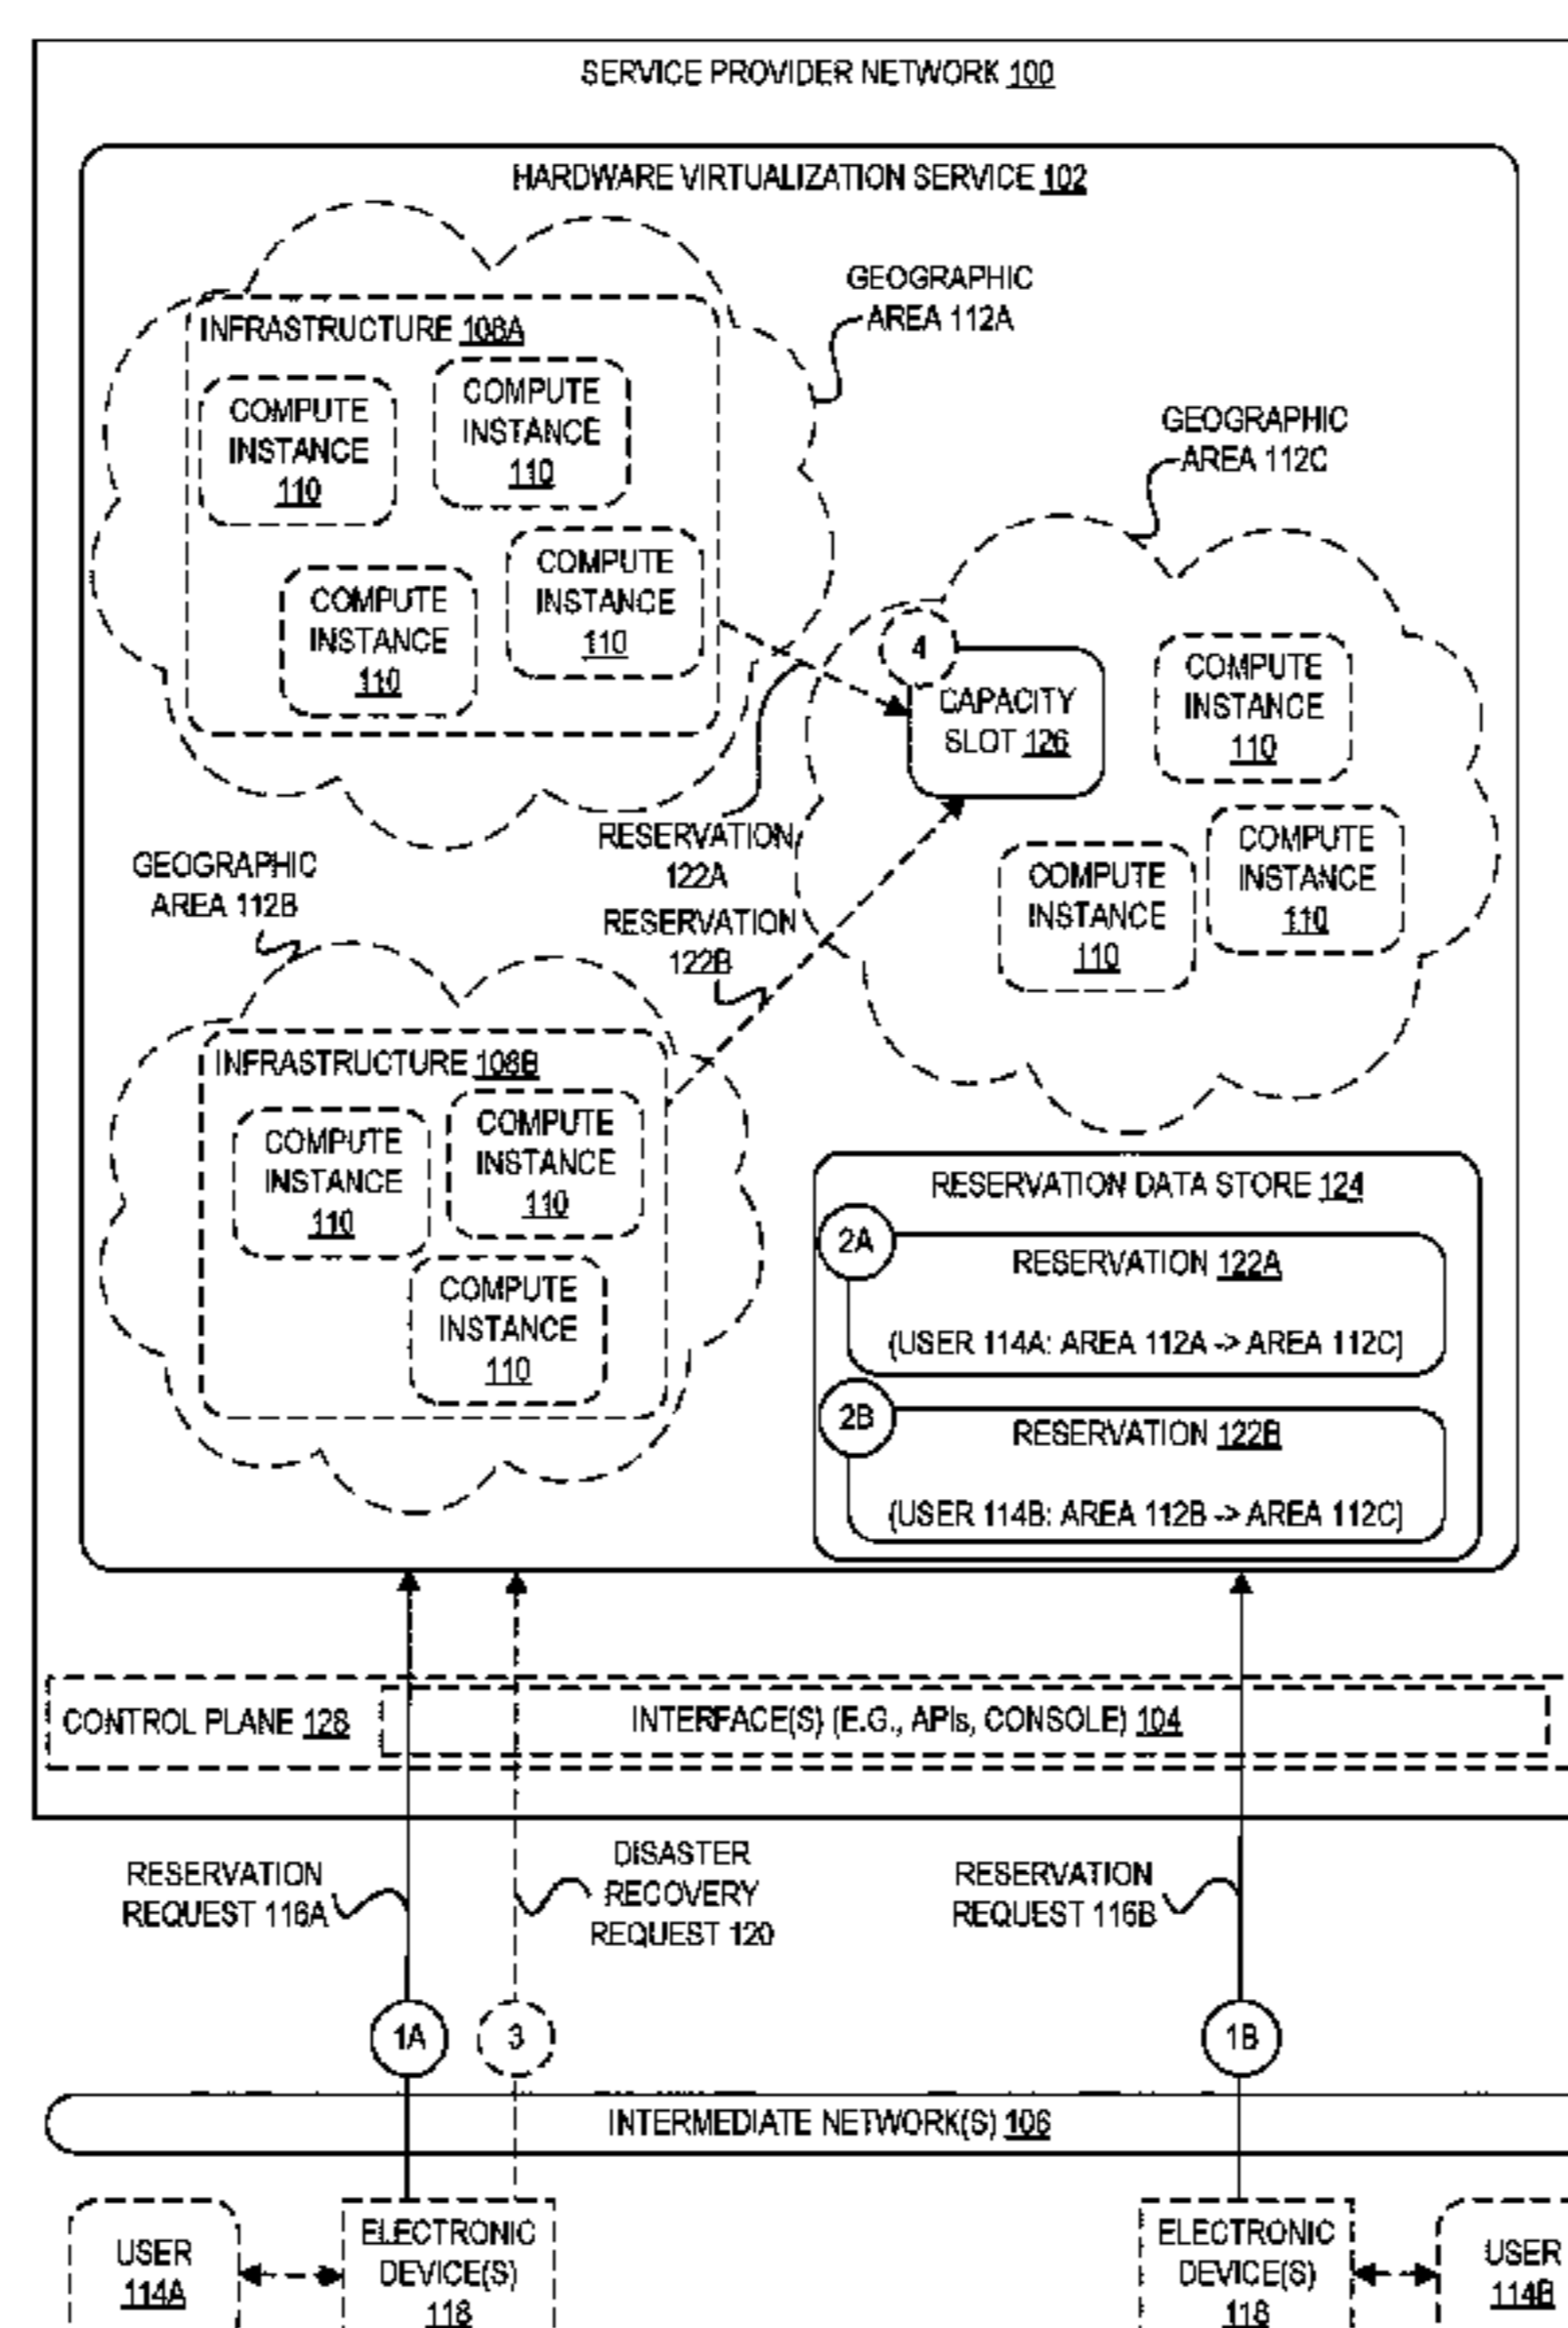 SERVICE PROVIDER NETWORK 100
HARDWARE VIRTUALIZATION SERVICE 102
GEOGRAPHIC
AREA 112A
INFRASTRUCTURE 108A
COMPUTE
INSTANCE
110
COMPUTE
INSTANCE
110
COMPUTE
INSTANCE
110
COMPUTE
INSTANCE
110
GEOGRAPHIC
AREA 112C
4
CAPACITY
SLOT 126
COMPUTE
INSTANCE
110
COMPUTE
INSTANCE
110
COMPUTE
INSTANCE
110
RESERVATION
122A
RESERVATION
122B
GEOGRAPHIC
AREA 112B
INFRASTRUCTURE 108B
COMPUTE
INSTANCE
110
COMPUTE
INSTANCE
110
COMPUTE
INSTANCE
110
RESERVATION DATA STORE 124
2A
RESERVATION 122A
(USER 114A: AREA 112A -> AREA 112C)
2B
RESERVATION 122B
(USER 114B: AREA 112B -> AREA 112C)
CONTROL PLANE 128
INTERFACE(S) (E.G., APIs, CONSOLE) 104
RESERVATION
REQUEST 116A
DISASTER
RECOVERY
REQUEST 120
RESERVATION
REQUEST 116B
1A
3
1B
INTERMEDIATE NETWORK(S) 106
USER
114A
ELECTRONIC
DEVICE(S)
118
ELECTRONIC
DEVICE(S)
118
USER
114B